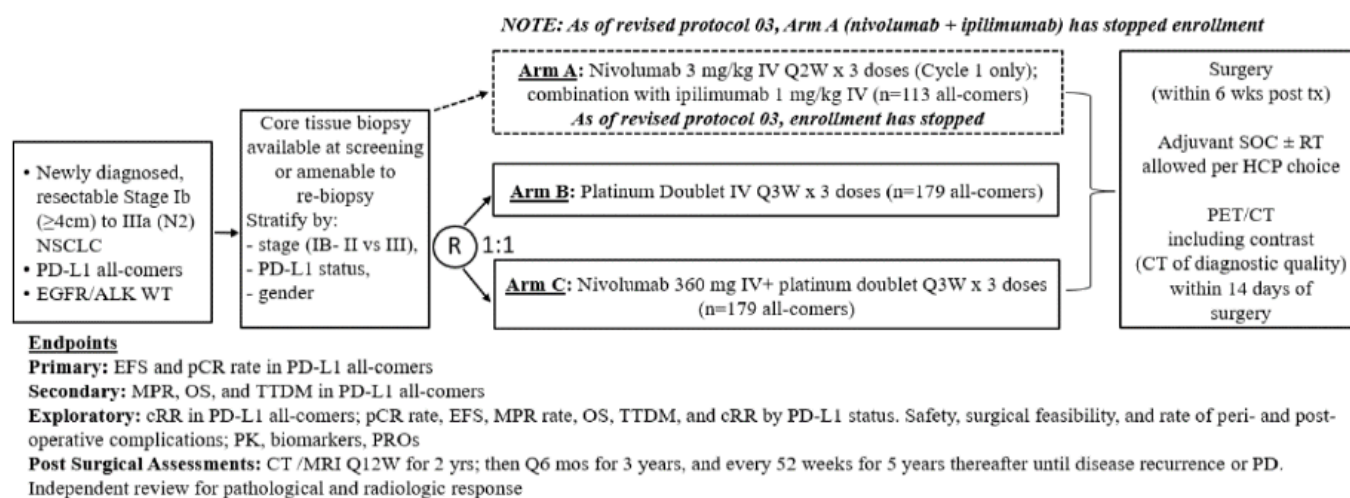 NOTE: As of revised protocol 03, Arm A (nivolumab + ipilimumab) has stopped enrollment
• Newly diagnosed,
resectable Stage Ib
(≥4cm) to IIIa (N2)
NSCLC
• PD-L1 all-comers
• EGFR/ALK WT
Core tissue biopsy
available at screening
or amenable to
re-biopsy
Stratify by:
- stage (IB- II vs III),
- PD-L1 status,
- gender
R 1:1
Arm A: Nivolumab 3 mg/kg IV Q2W x 3 doses (Cycle 1 only);
combination with ipilimumab 1 mg/kg IV (n=113 all-comers)
As of revised protocol 03, enrollment has stopped
Arm B: Platinum Doublet IV Q3W x 3 doses (n=179 all-comers)
Arm C: Nivolumab 360 mg IV+ platinum doublet Q3W x 3 doses
(n=179 all-comers)
Surgery
(within 6 wks post tx)
Adjuvant SOC ± RT
allowed per HCP choice
PET/CT
including contrast
(CT of diagnostic quality)
within 14 days of
surgery
Endpoints
Primary: EFS and pCR rate in PD-L1 all-comers
Secondary: MPR, OS, and TTDM in PD-L1 all-comers
Exploratory: cRR in PD-L1 all-comers; pCR rate, EFS, MPR rate, OS, TTDM, and cRR by PD-L1 status. Safety, surgical feasibility, and rate of peri- and post-
operative complications; PK, biomarkers, PROs
Post Surgical Assessments: CT /MRI Q12W for 2 yrs; then Q6 mos for 3 years, and every 52 weeks for 5 years thereafter until disease recurrence or PD.
Independent review for pathological and radiologic response